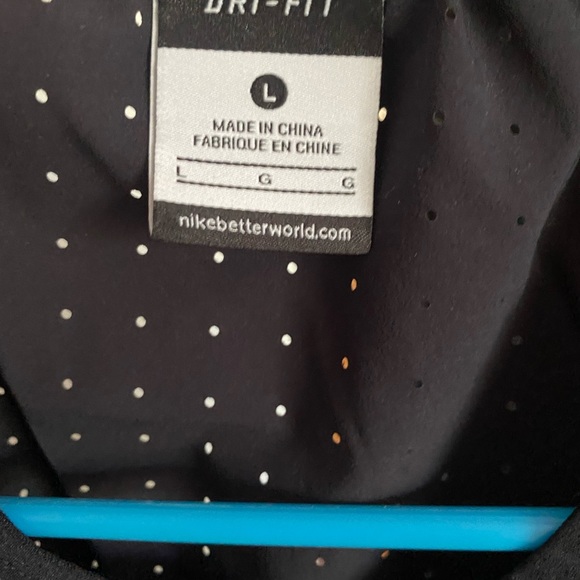 DRI-FIT
L
MADE IN CHINA
FABRIQUE EN CHINE
L G G
nikebetterworld.com